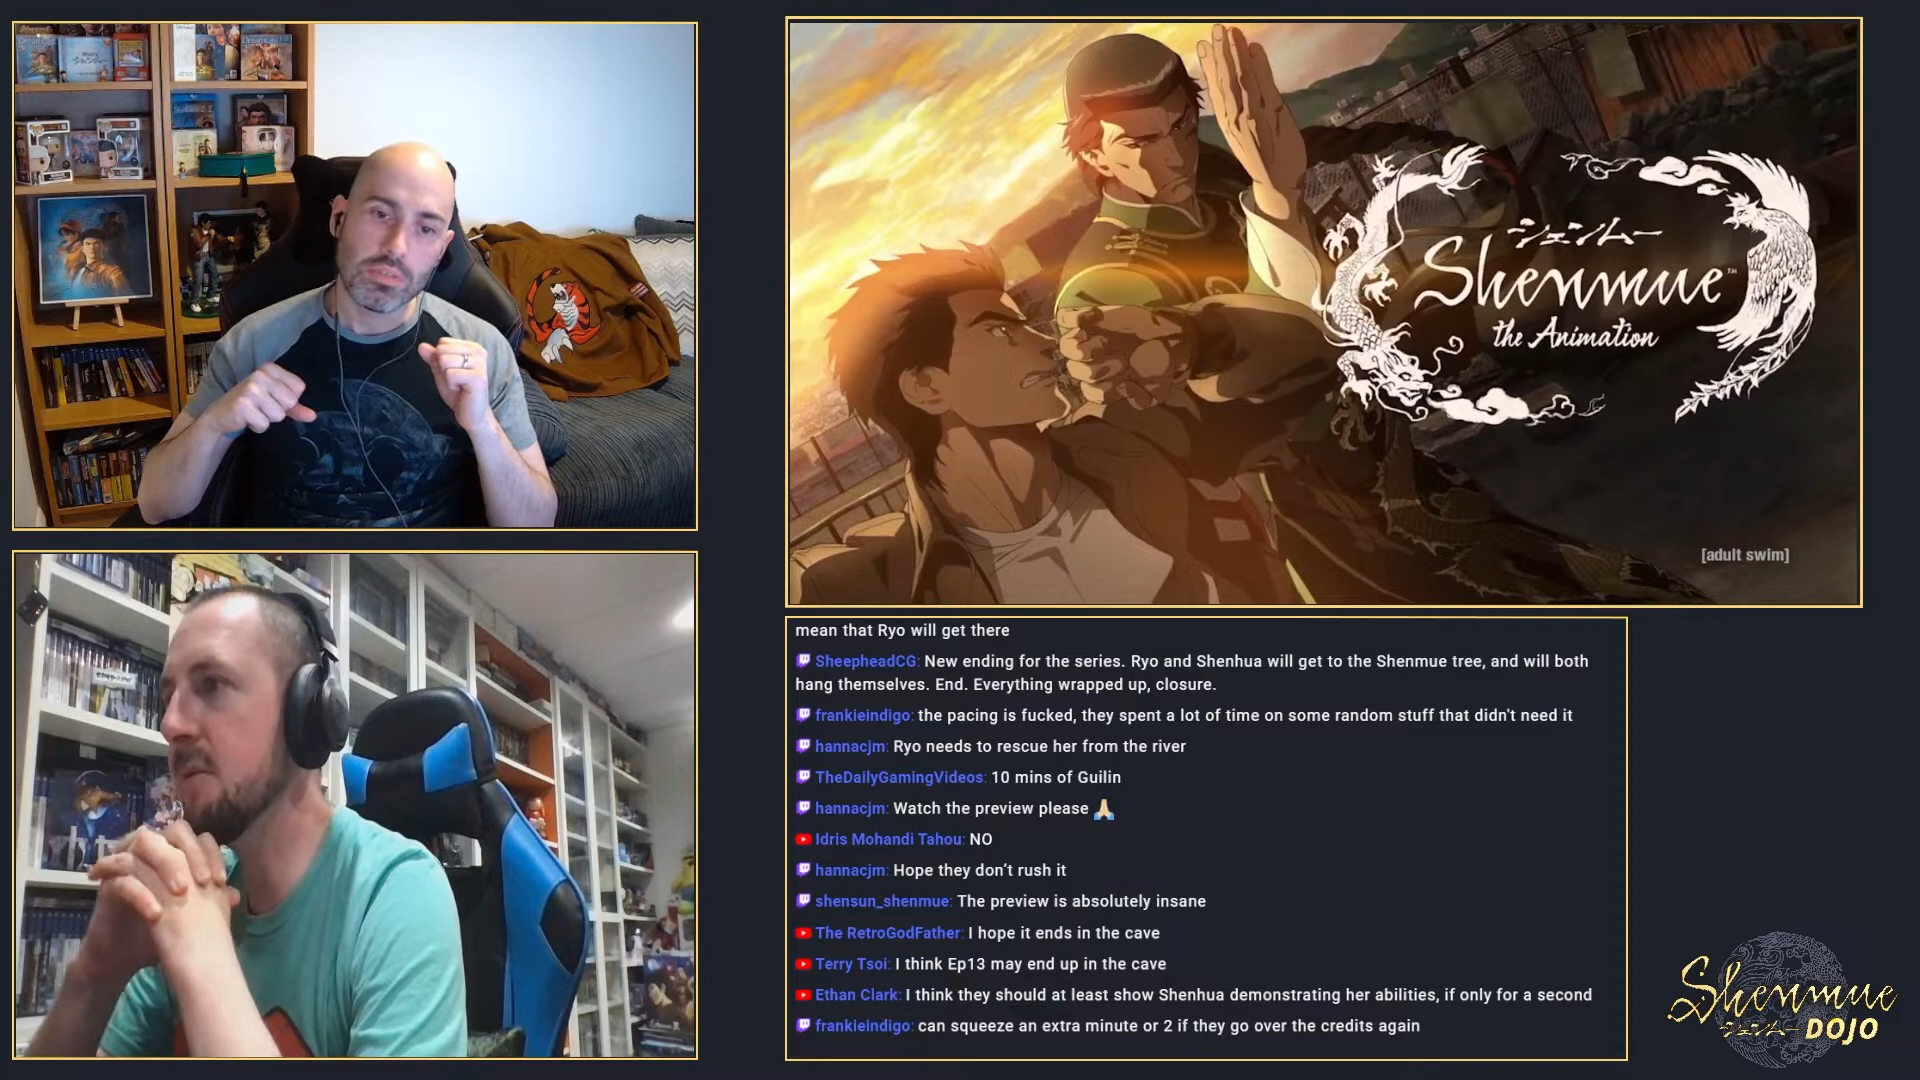 シェンムー
Shenmue™
the Animation
[adult swim]
mean that Ryo will get there
SheepheadCG: New ending for the series. Ryo and Shenhua will get to the Shenmue tree, and will both
hang themselves. End. Everything wrapped up, closure.
frankieindigo: the pacing is fucked, they spent a lot of time on some random stuff that didn't need it
hannacjm: Ryo needs to rescue her from the river
TheDailyGamingVideos: 10 mins of Guilin
hannacjm: Watch the preview please 🙏🏼
Idris Mohandi Tahou: NO
hannacjm: Hope they don’t rush it
shensun_shenmue: The preview is absolutely insane
The RetroGodFather: I hope it ends in the cave
Terry Tsoi: I think Ep13 may end up in the cave
Ethan Clark: I think they should at least show Shenhua demonstrating her abilities, if only for a second
frankieindigo: can squeeze an extra minute or 2 if they go over the credits again
Shenmue
シェンムー DOJO